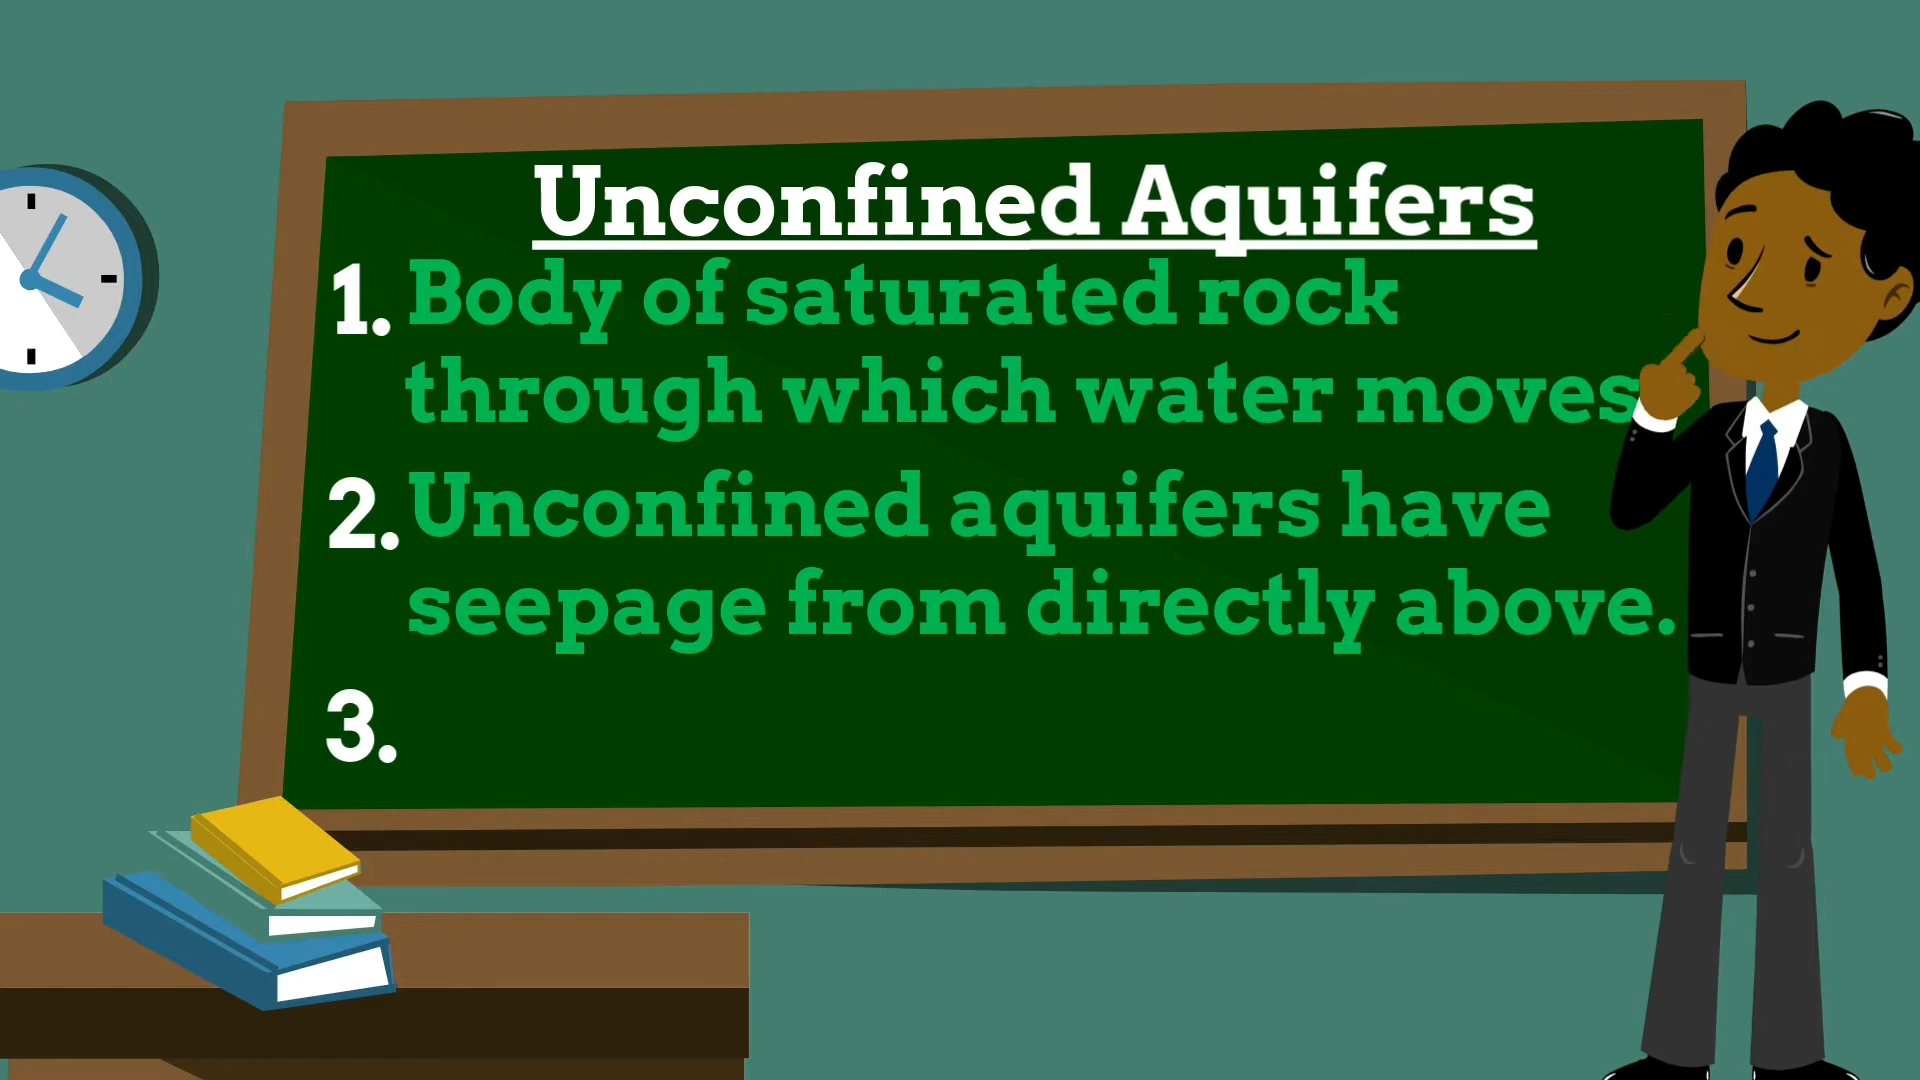 Unconfined Aquifers
1. Body of saturated rock
through which water moves
2. Unconfined aquifers have
seepage from directly above.
3.